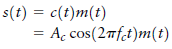 s(t) = c(t)m(t)
= A_c cos(2πf_ct)m(t)